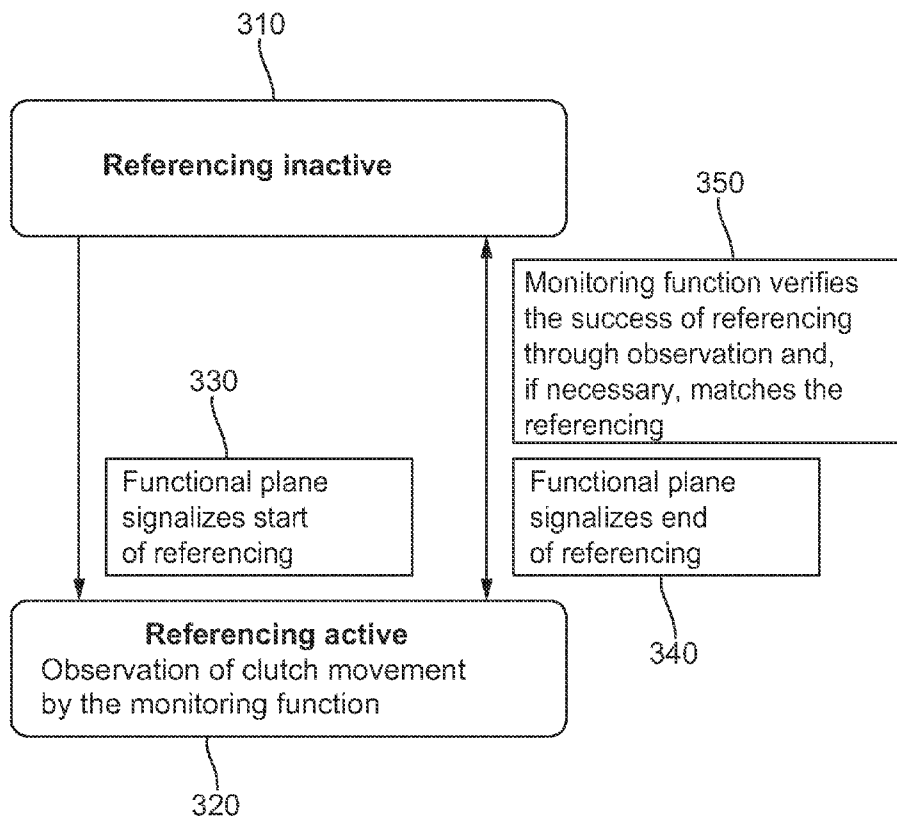 310
Referencing inactive
350
Monitoring function verifies
the success of referencing
through observation and,
if necessary, matches the
referencing
330
Functional plane
signalizes start
of referencing
Functional plane
signalizes end
of referencing
340
Referencing active
Observation of clutch movement
by the monitoring function
320